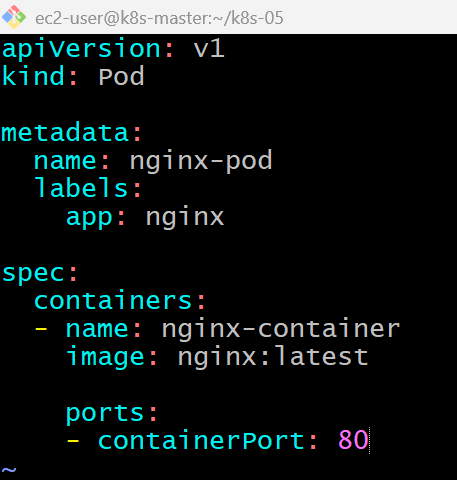 ec2-user@k8s-master:~/k8s-05
apiVersion: v1
kind: Pod
metadata:
  name: nginx-pod
  labels:
    app: nginx
spec:
  containers:
  - name: nginx-container
    image: nginx:latest
    ports:
    - containerPort: 80
~